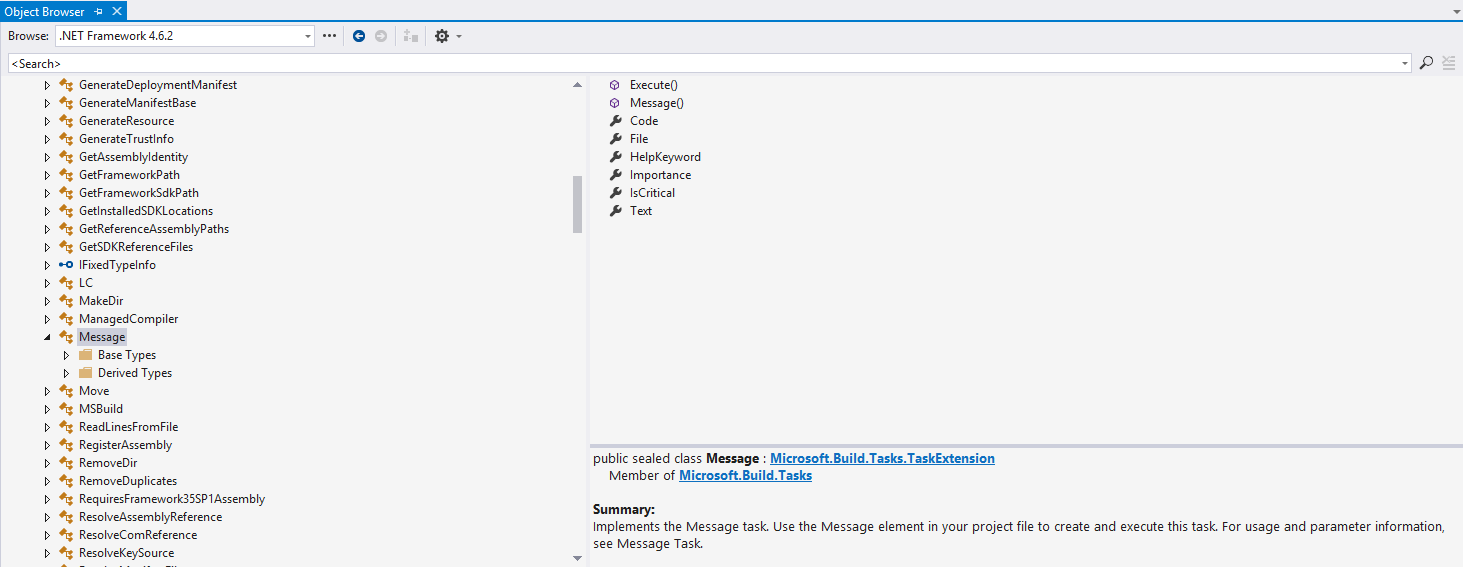 Object Browser
Browse: .NET Framework 4.6.2
<Search>
GenerateDeploymentManifest
GenerateManifestBase
GenerateResource
GenerateTrustInfo
GetAssemblyIdentity
GetFrameworkPath
GetFrameworkSdkPath
GetInstalledSDKLocations
GetReferenceAssemblyPaths
GetSDKReferenceFiles
IFixedTypeInfo
LC
MakeDir
ManagedCompiler
Message
Base Types
Derived Types
Move
MSBuild
ReadLinesFromFile
RegisterAssembly
RemoveDir
RemoveDuplicates
RequiresFramework35SP1Assembly
ResolveAssemblyReference
ResolveComReference
ResolveKeySource
Execute()
Message()
Code
File
HelpKeyword
Importance
IsCritical
Text
public sealed class Message : Microsoft.Build.Tasks.TaskExtension
Member of Microsoft.Build.Tasks
Summary:
Implements the Message task. Use the Message element in your project file to create and execute this task. For usage and parameter information,
see Message Task.